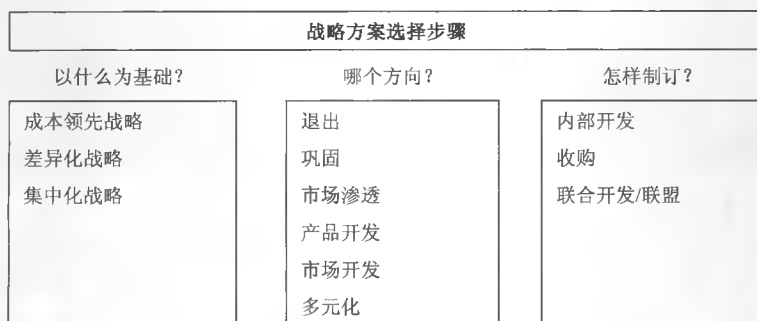 战略方案选择步骤
以什么为基础?
哪个方向?
怎样制订?
成本领先战略
差异化战略
集中化战略
退出
巩固
市场渗透
产品开发
市场开发
多元化
内部开发
收购
联合开发/联盟